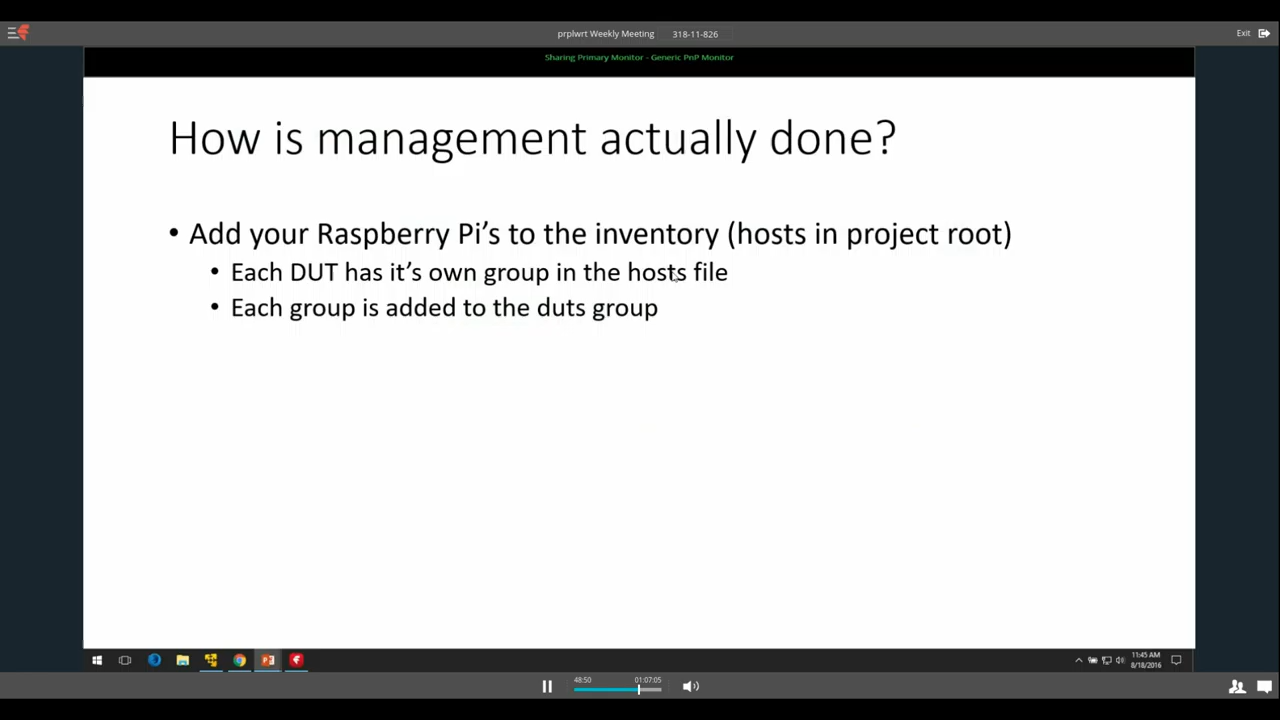 prplwrt Weekly Meeting 318-11-826 Exit
Sharing Primary Monitor - Generic PnP Monitor
How is management actually done?
• Add your Raspberry Pi’s to the inventory (hosts in project root)
• Each DUT has it’s own group in the hosts file
• Each group is added to the duts group
11:45 AM
8/18/2016
48:50 01:07:05